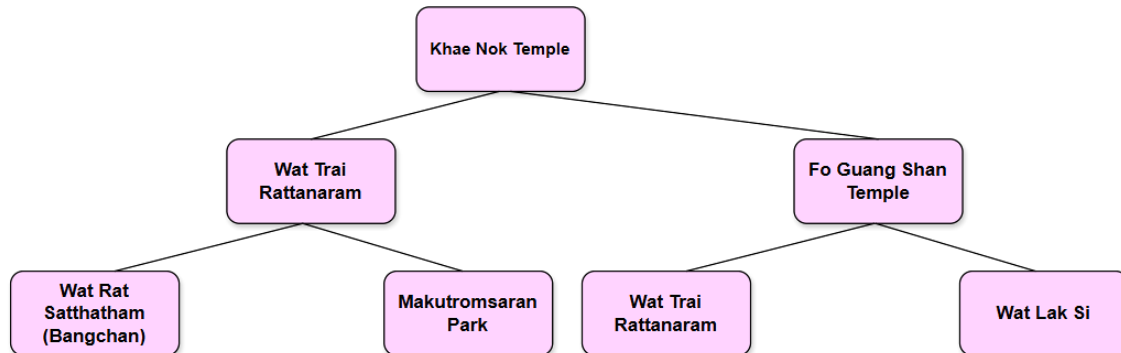 Khae Nok Temple
Wat Trai
Rattanaram
Fo Guang Shan
Temple
Wat Rat
Satthatham
(Bangchan)
Makutromsaran
Park
Wat Trai
Rattanaram
Wat Lak Si